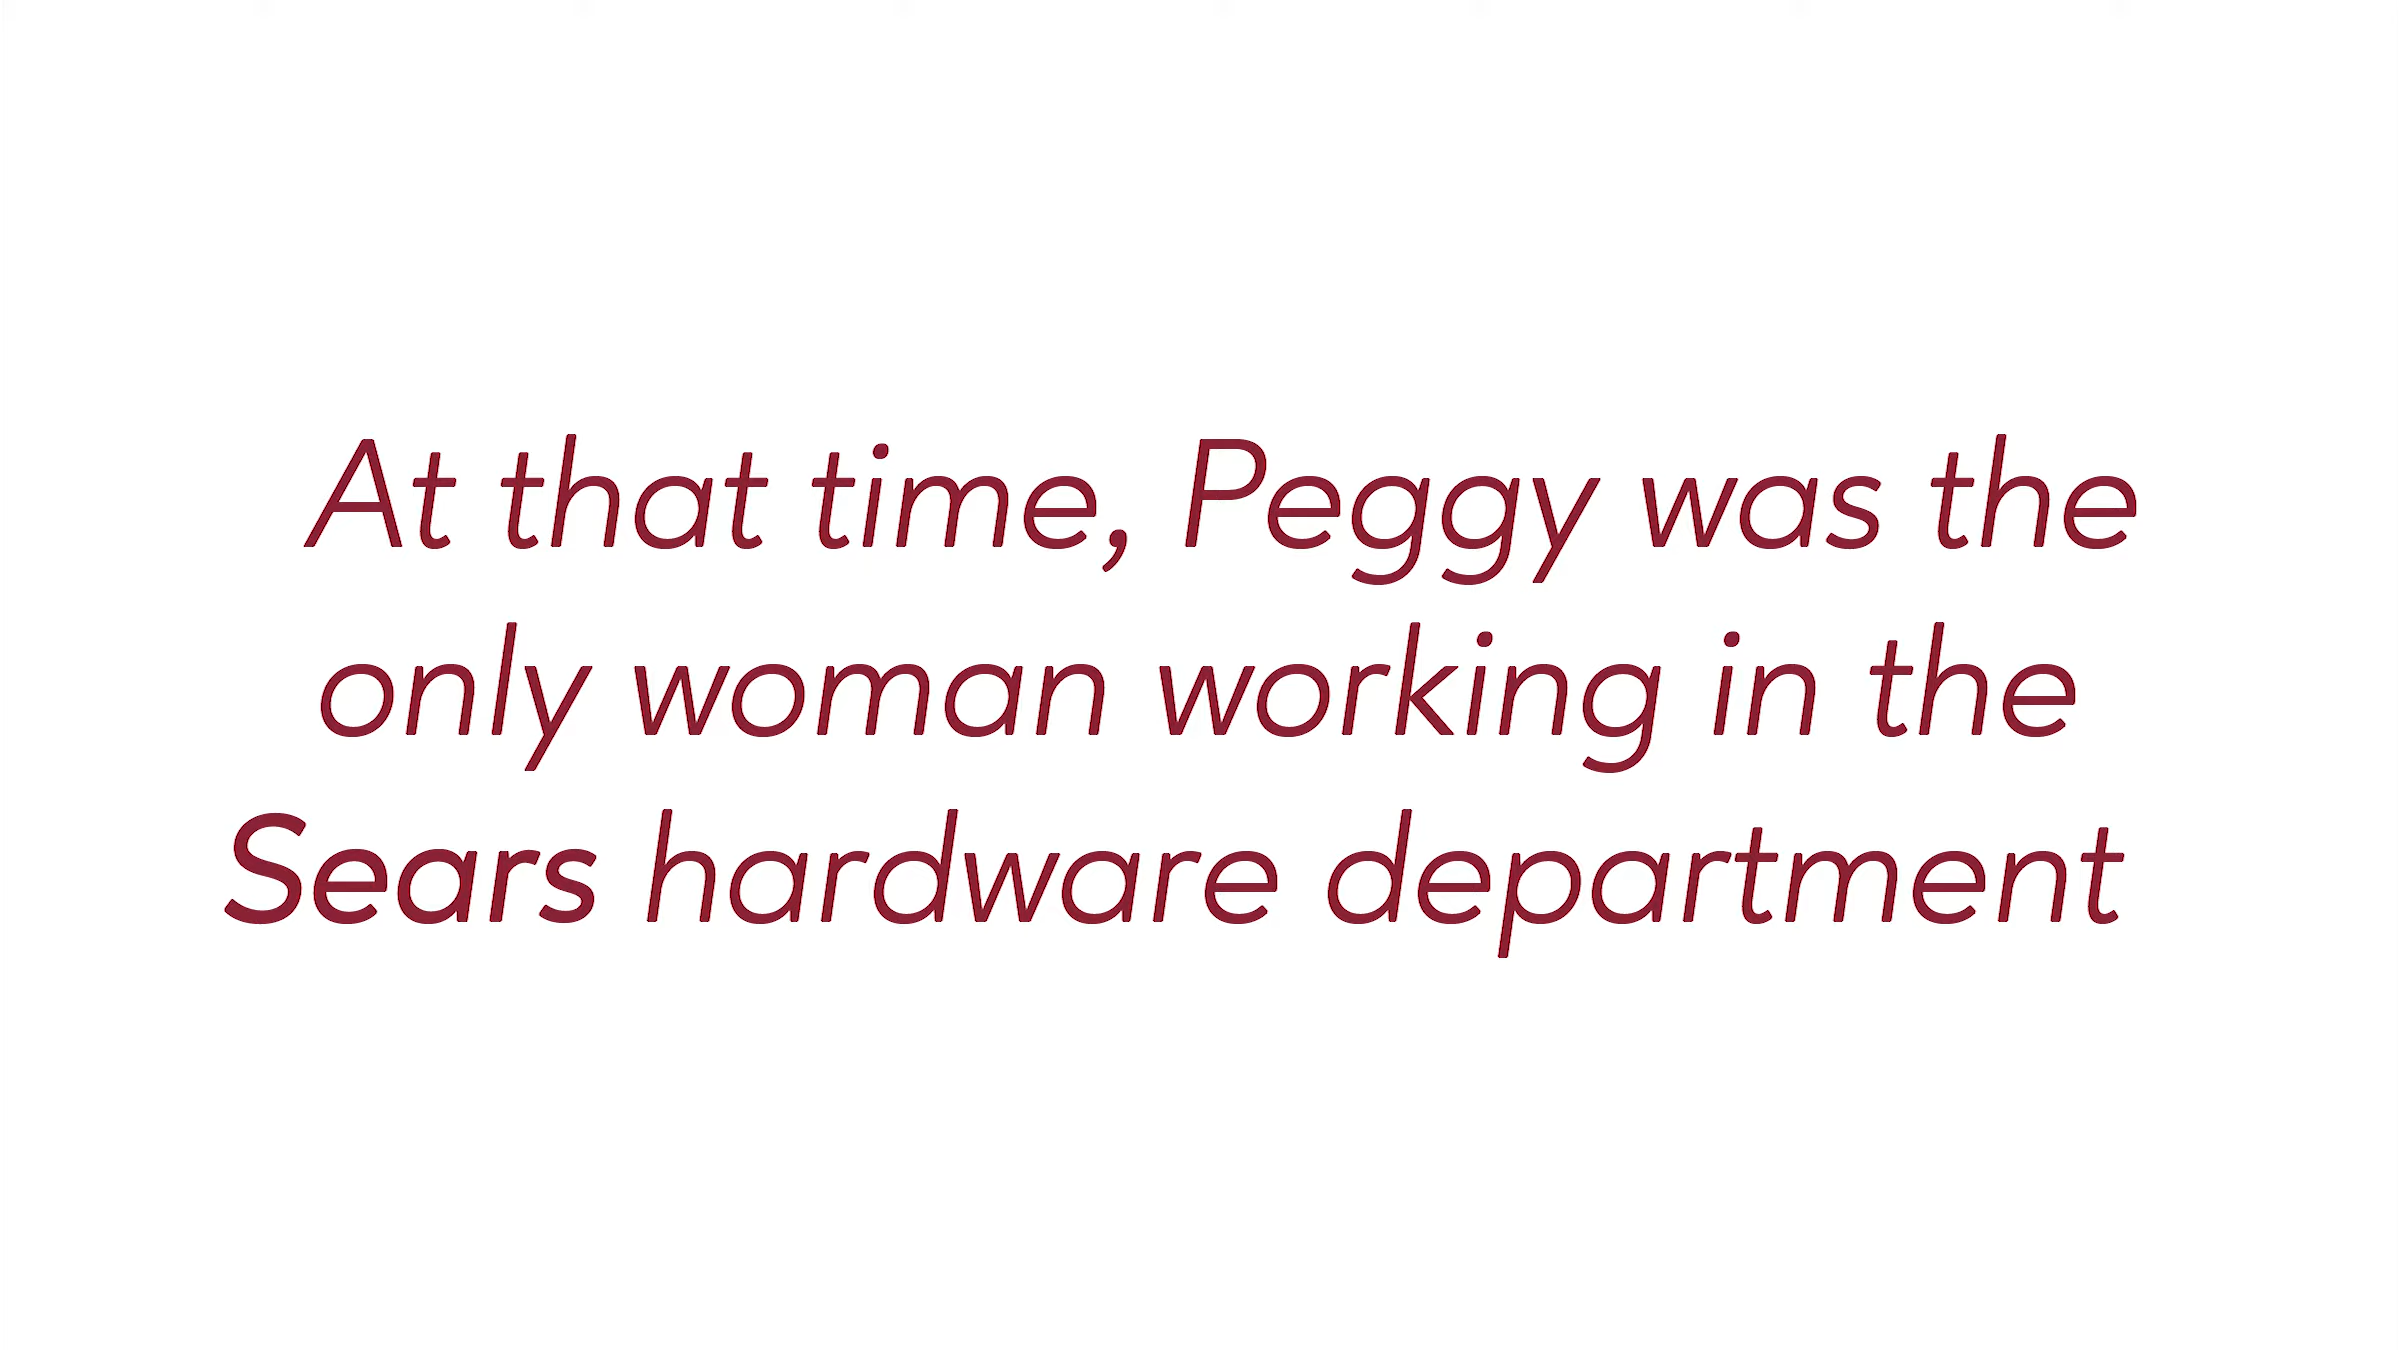 At that time, Peggy was the
only woman working in the
Sears hardware department